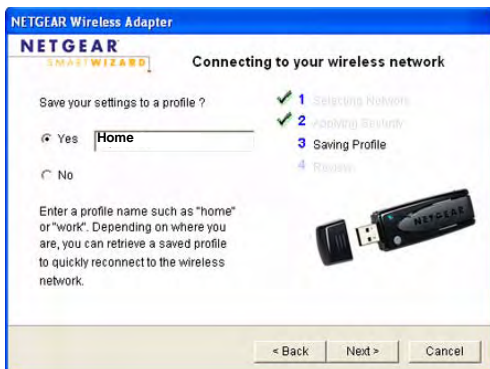 NETGEAR Wireless Adapter
NETGEAR
SMARTWIZARD
Connecting to your wireless network
Save your settings to a profile ?
Yes
Home
No
Enter a profile name such as "home"
or "work". Depending on where you
are, you can retrieve a saved profile
to quickly reconnect to the wireless
network.
1 Selecting Network
2 Applying Security
3 Saving Profile
4 Review
NETGEAR
< Back
Next >
Cancel